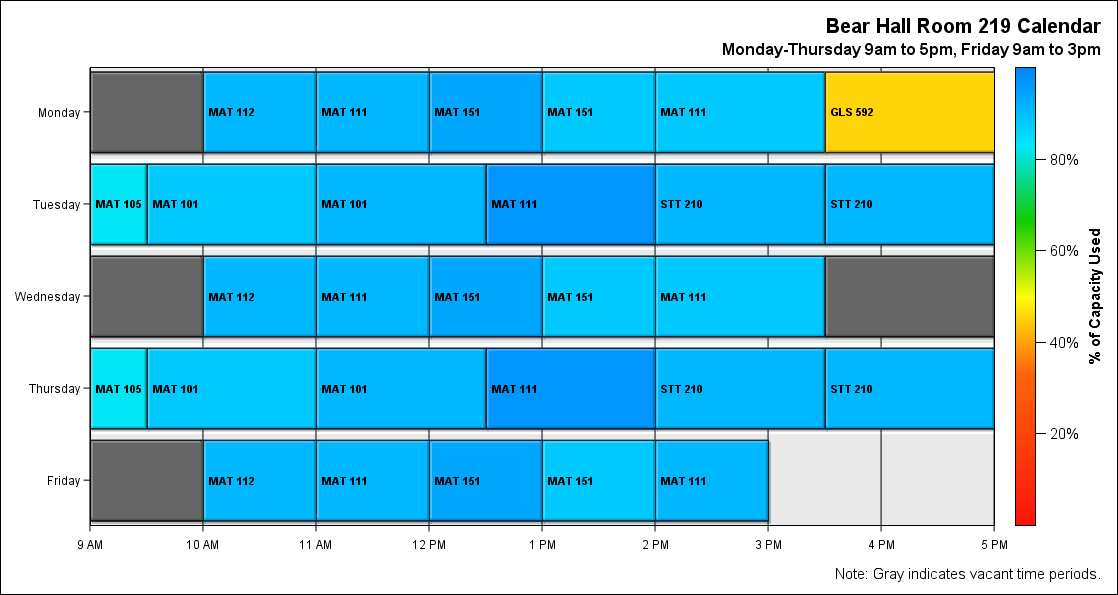 Bear Hall Room 219 Calendar
Monday-Thursday 9am to 5pm, Friday 9am to 3pm
Monday
MAT 112
MAT 111
MAT 151
MAT 151
MAT 111
GLS 592
Tuesday
MAT 105
MAT 101
MAT 101
MAT 111
STT 210
STT 210
Wednesday
MAT 112
MAT 111
MAT 151
MAT 151
MAT 111
Thursday
MAT 105
MAT 101
MAT 101
MAT 111
STT 210
STT 210
Friday
MAT 112
MAT 111
MAT 151
MAT 151
MAT 111
9 AM
10 AM
11 AM
12 PM
1 PM
2 PM
3 PM
4 PM
5 PM
80%
60%
40%
20%
% of Capacity Used
Note: Gray indicates vacant time periods.